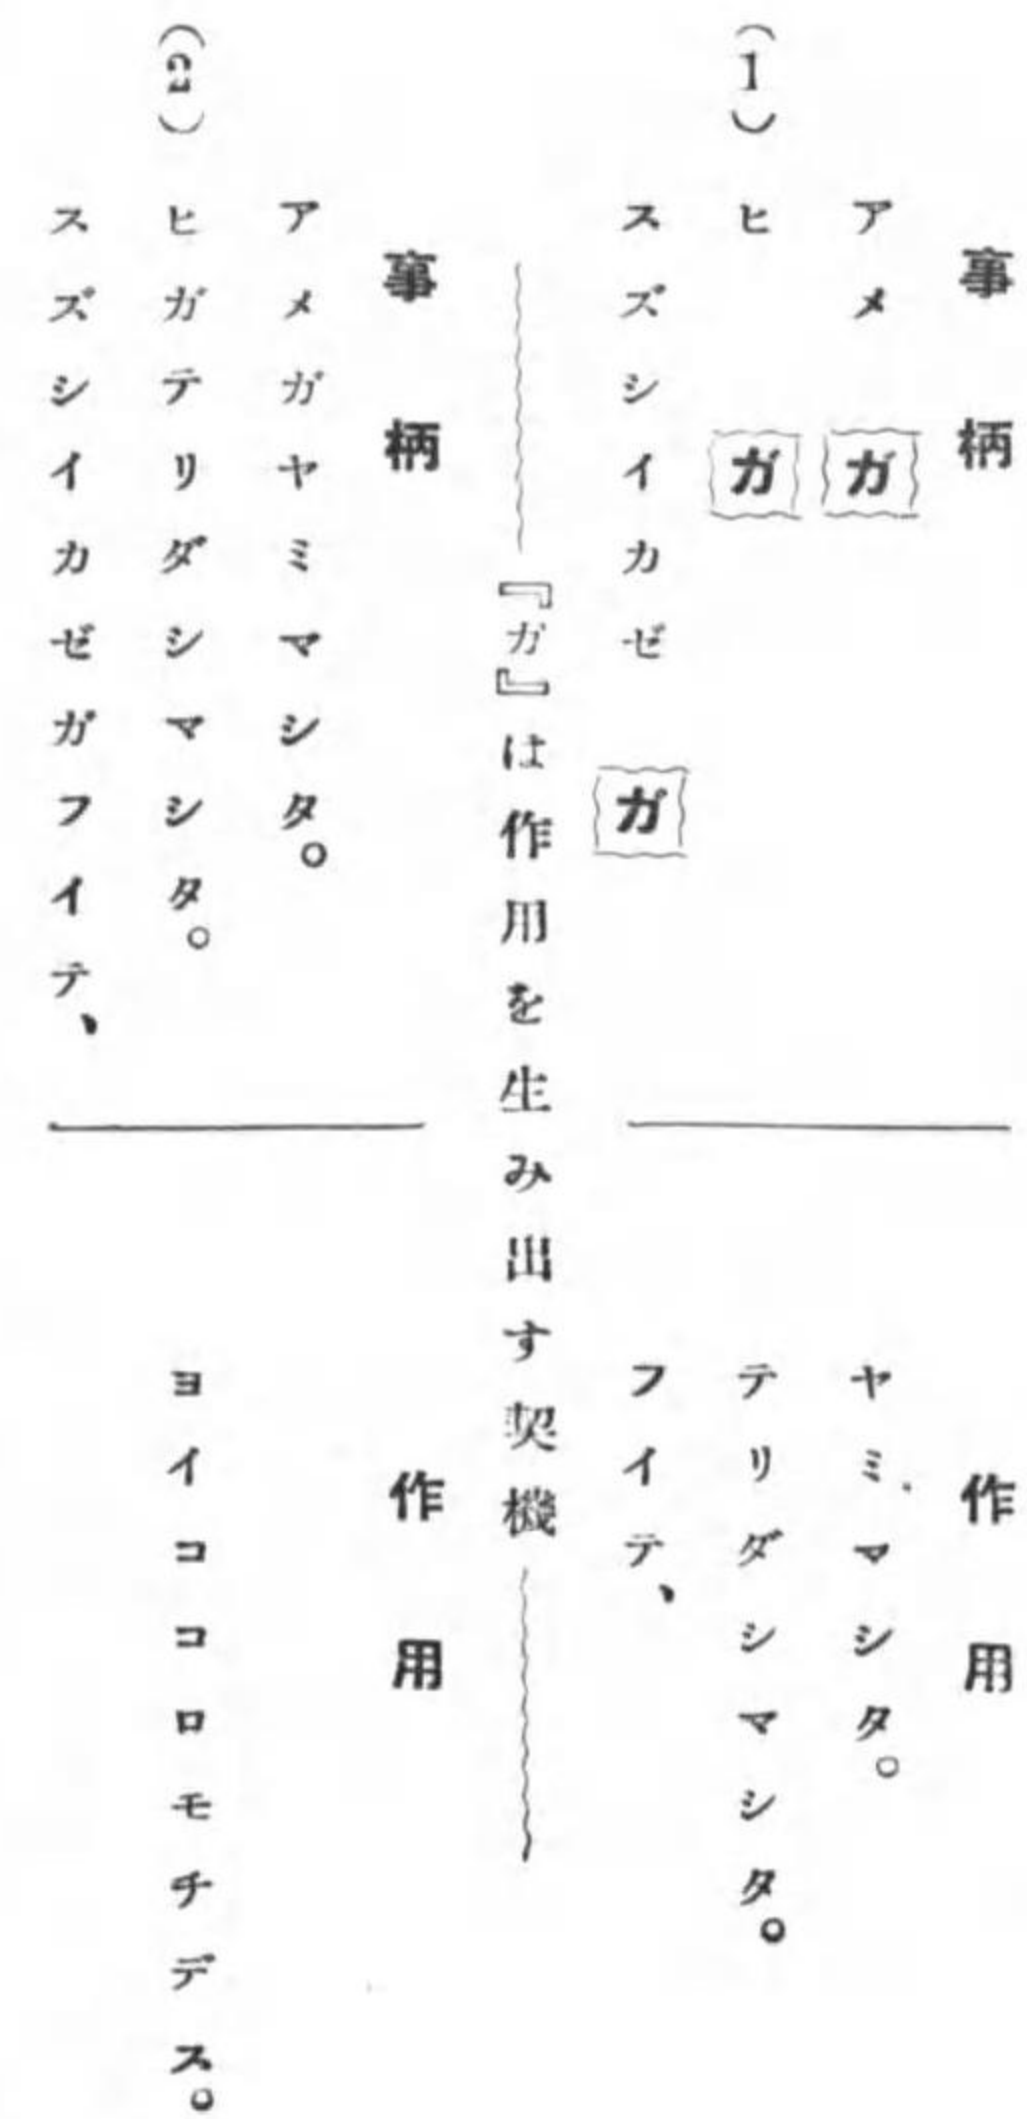 事柄 作用
アメ ガ ヤミマシタ。
(1) ヒ ガ テリダシマシタ。
スズシイカゼ ガ フイテ、
『ガ』は作用を生み出す契機
事柄 作用
アメガヤミマシタ。
(2) ヒガテリダシマシタ。 ヨイココロモチデス。
スズシイカゼガフイテ、